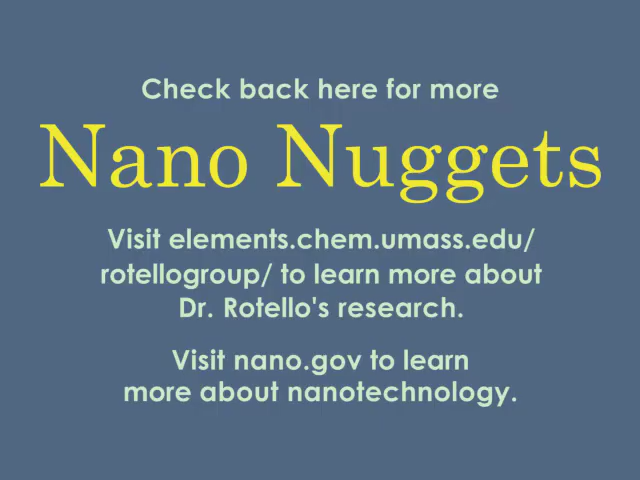 Check back here for more
Nano Nuggets
Visit elements.chem.umass.edu/
rotellogroup/ to learn more about
Dr. Rotello's research.
Visit nano.gov to learn
more about nanotechnology.